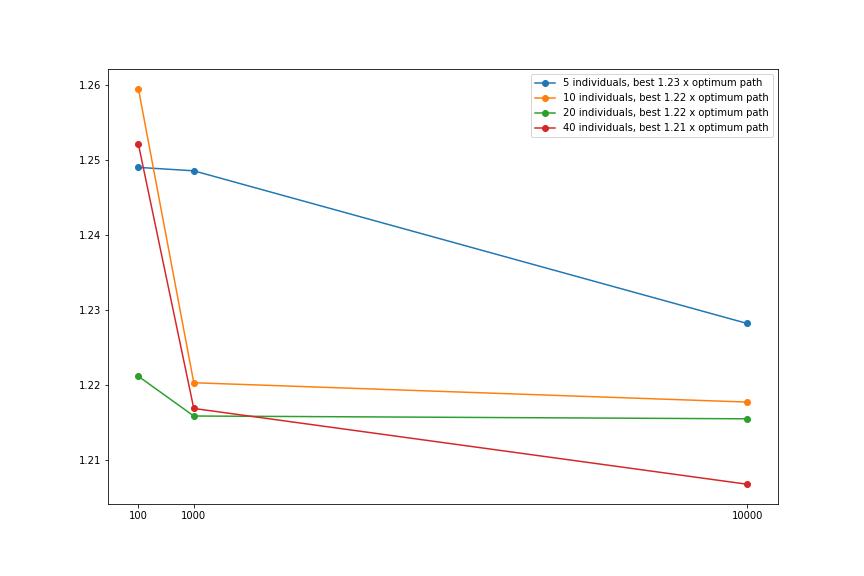 5 individuals, best 1.23 x optimum path
10 individuals, best 1.22 x optimum path
20 individuals, best 1.22 x optimum path
40 individuals, best 1.21 x optimum path
1.26
1.25
1.24
1.23
1.22
1.21
100 1000 10000